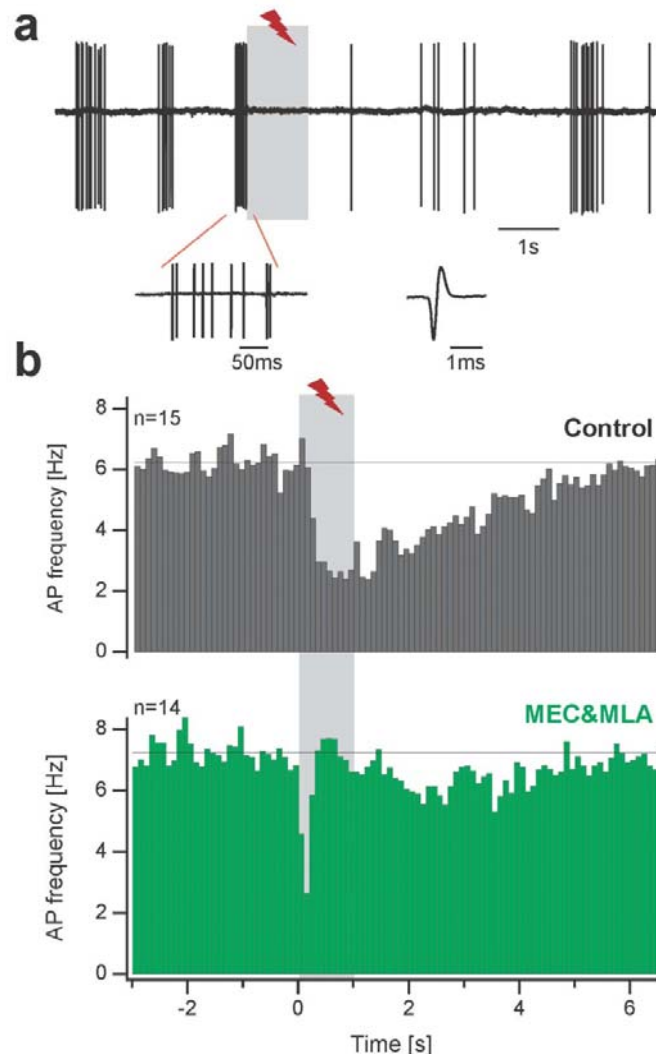 a
1s
50ms
1ms
b
n=15
Control
AP frequency [Hz]
8
6
4
2
0
n=14
MEC&MLA
AP frequency [Hz]
8
6
4
2
0
-2
0
2
4
6
Time [s]